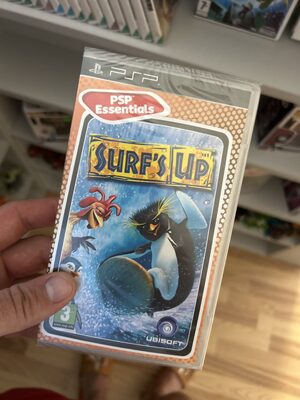 PSP
PSP
Essentials
SURF'S UP
3
UBISOFT